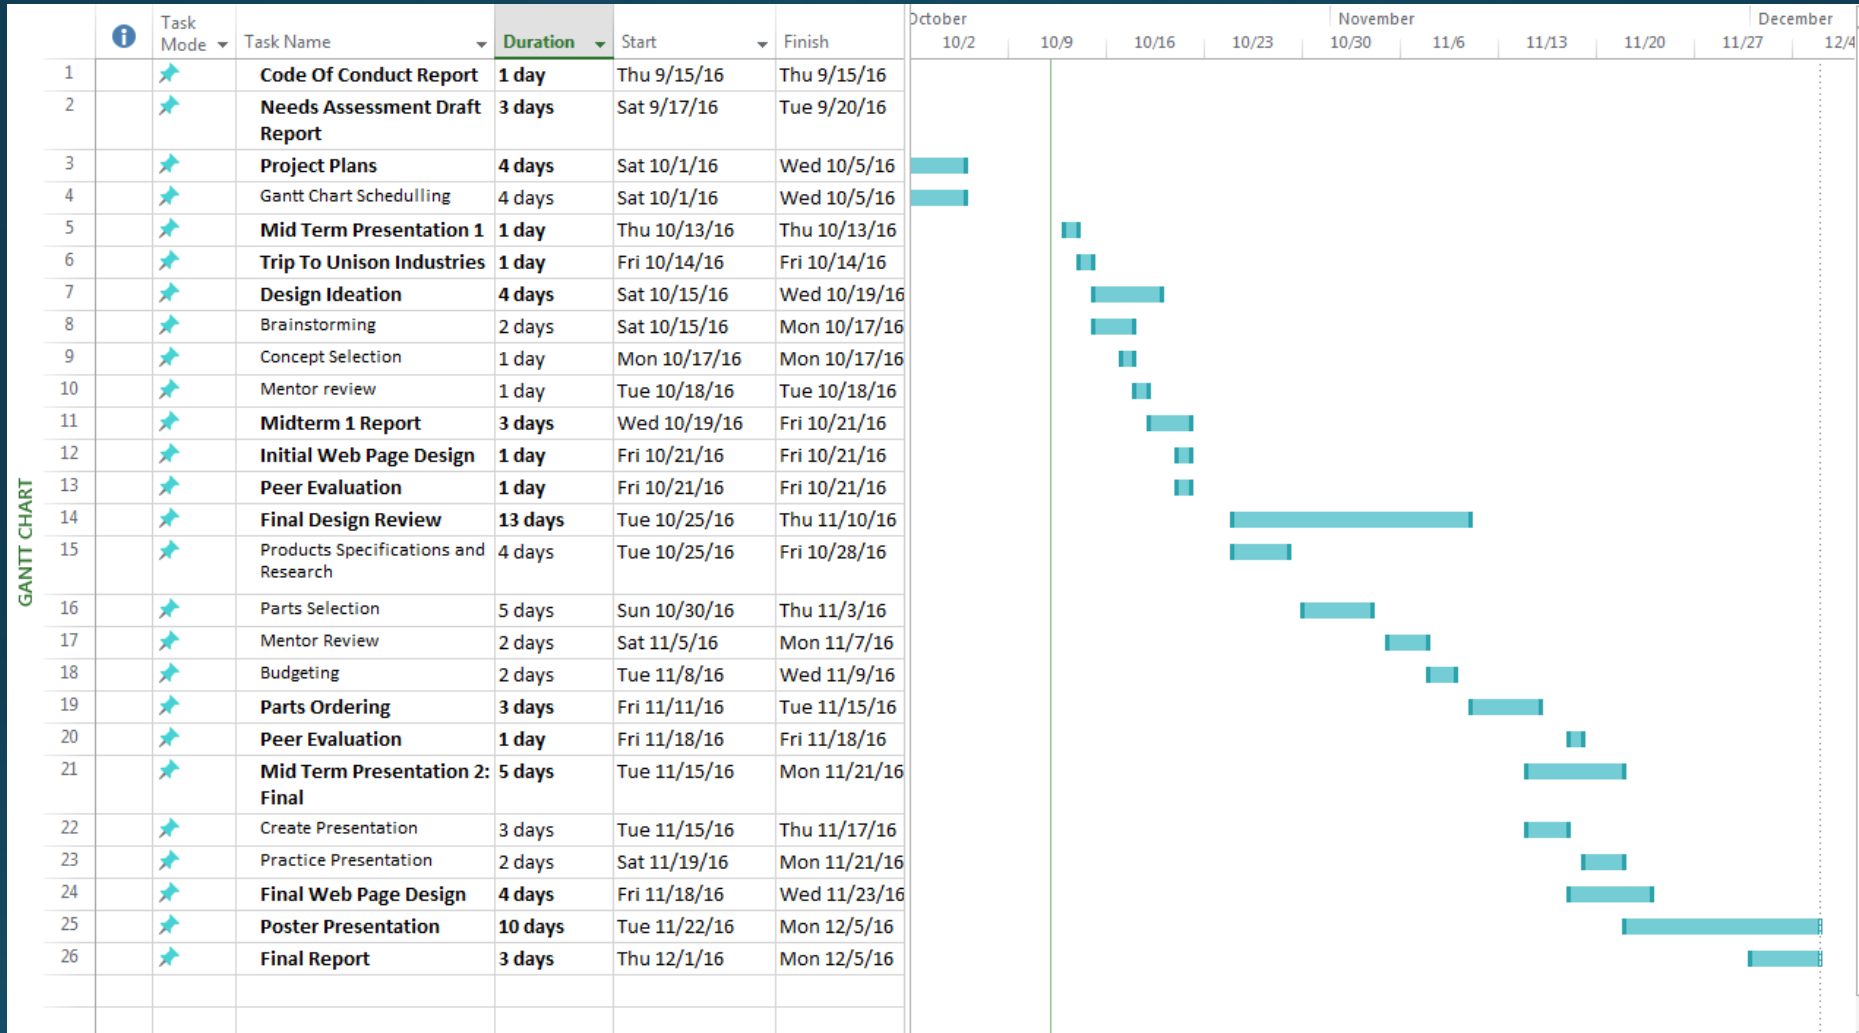 Task Mode Task Name Duration Start Finish
October November December
10/2 10/9 10/16 10/23 10/30 11/6 11/13 11/20 11/27 12/4
GANTT CHART
1 Code Of Conduct Report 1 day Thu 9/15/16 Thu 9/15/16
2 Needs Assessment Draft 3 days Sat 9/17/16 Tue 9/20/16
Report
3 Project Plans 4 days Sat 10/1/16 Wed 10/5/16
4 Gantt Chart Schedulling 4 days Sat 10/1/16 Wed 10/5/16
5 Mid Term Presentation 1 1 day Thu 10/13/16 Thu 10/13/16
6 Trip To Unison Industries 1 day Fri 10/14/16 Fri 10/14/16
7 Design Ideation 4 days Sat 10/15/16 Wed 10/19/16
8 Brainstorming 2 days Sat 10/15/16 Mon 10/17/16
9 Concept Selection 1 day Mon 10/17/16 Mon 10/17/16
10 Mentor review 1 day Tue 10/18/16 Tue 10/18/16
11 Midterm 1 Report 3 days Wed 10/19/16 Fri 10/21/16
12 Initial Web Page Design 1 day Fri 10/21/16 Fri 10/21/16
13 Peer Evaluation 1 day Fri 10/21/16 Fri 10/21/16
14 Final Design Review 13 days Tue 10/25/16 Thu 11/10/16
15 Products Specifications and 4 days Tue 10/25/16 Fri 10/28/16
Research
16 Parts Selection 5 days Sun 10/30/16 Thu 11/3/16
17 Mentor Review 2 days Sat 11/5/16 Mon 11/7/16
18 Budgeting 2 days Tue 11/8/16 Wed 11/9/16
19 Parts Ordering 3 days Fri 11/11/16 Tue 11/15/16
20 Peer Evaluation 1 day Fri 11/18/16 Fri 11/18/16
21 Mid Term Presentation 2: 5 days Tue 11/15/16 Mon 11/21/16
Final
22 Create Presentation 3 days Tue 11/15/16 Thu 11/17/16
23 Practice Presentation 2 days Sat 11/19/16 Mon 11/21/16
24 Final Web Page Design 4 days Fri 11/18/16 Wed 11/23/16
25 Poster Presentation 10 days Tue 11/22/16 Mon 12/5/16
26 Final Report 3 days Thu 12/1/16 Mon 12/5/16